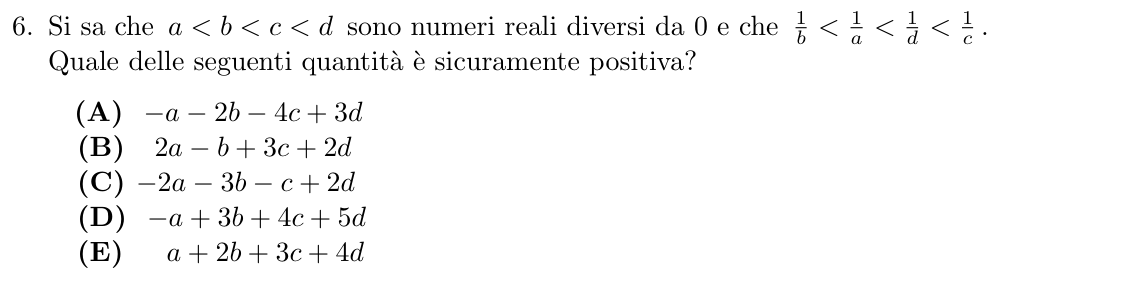 6. Si sa che a < b < c < d sono numeri reali diversi da 0 e che 1/b < 1/a < 1/d < 1/c .
Quale delle seguenti quantità è sicuramente positiva?
(A) −a − 2b − 4c + 3d
(B) 2a − b + 3c + 2d
(C) −2a − 3b − c + 2d
(D) −a + 3b + 4c + 5d
(E) a + 2b + 3c + 4d